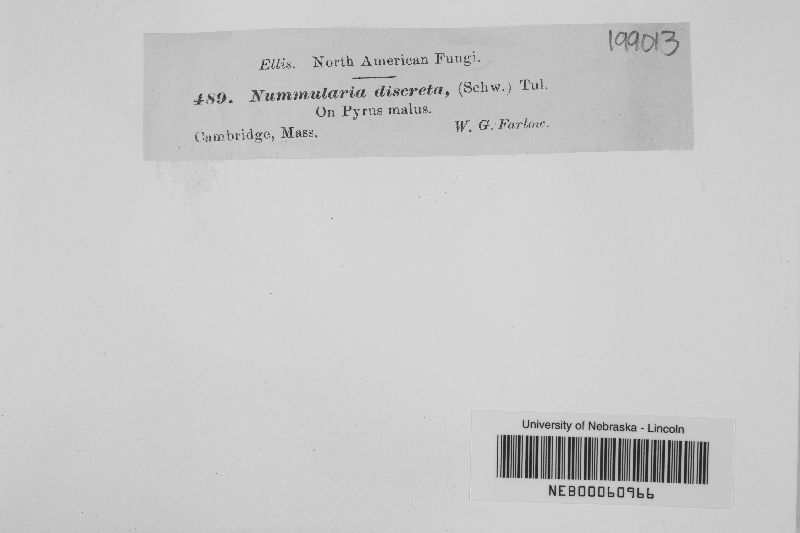 199013
Ellis. North American Fungi.
489. Nummularia discreta, (Schw.) Tul.
On Pyrus malus.
Cambridge, Mass. W. G. Farlow.
University of Nebraska - Lincoln
NEB00060966